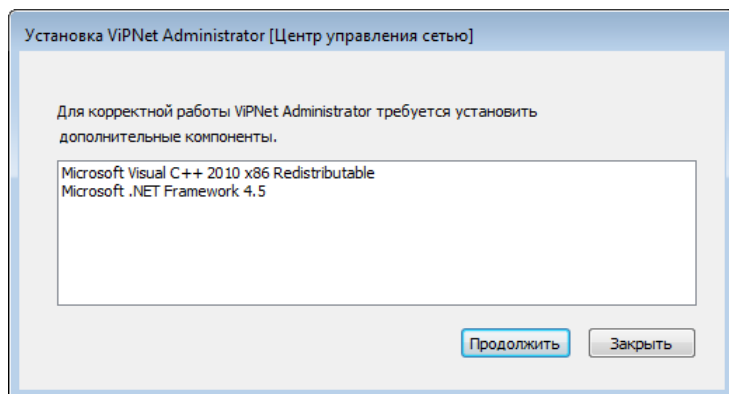 Установка ViPNet Administrator [Центр управления сетью]
Для корректной работы ViPNet Administrator требуется установить
дополнительные компоненты.
Microsoft Visual C++ 2010 x86 Redistributable
Microsoft .NET Framework 4.5
Продолжить Закрыть